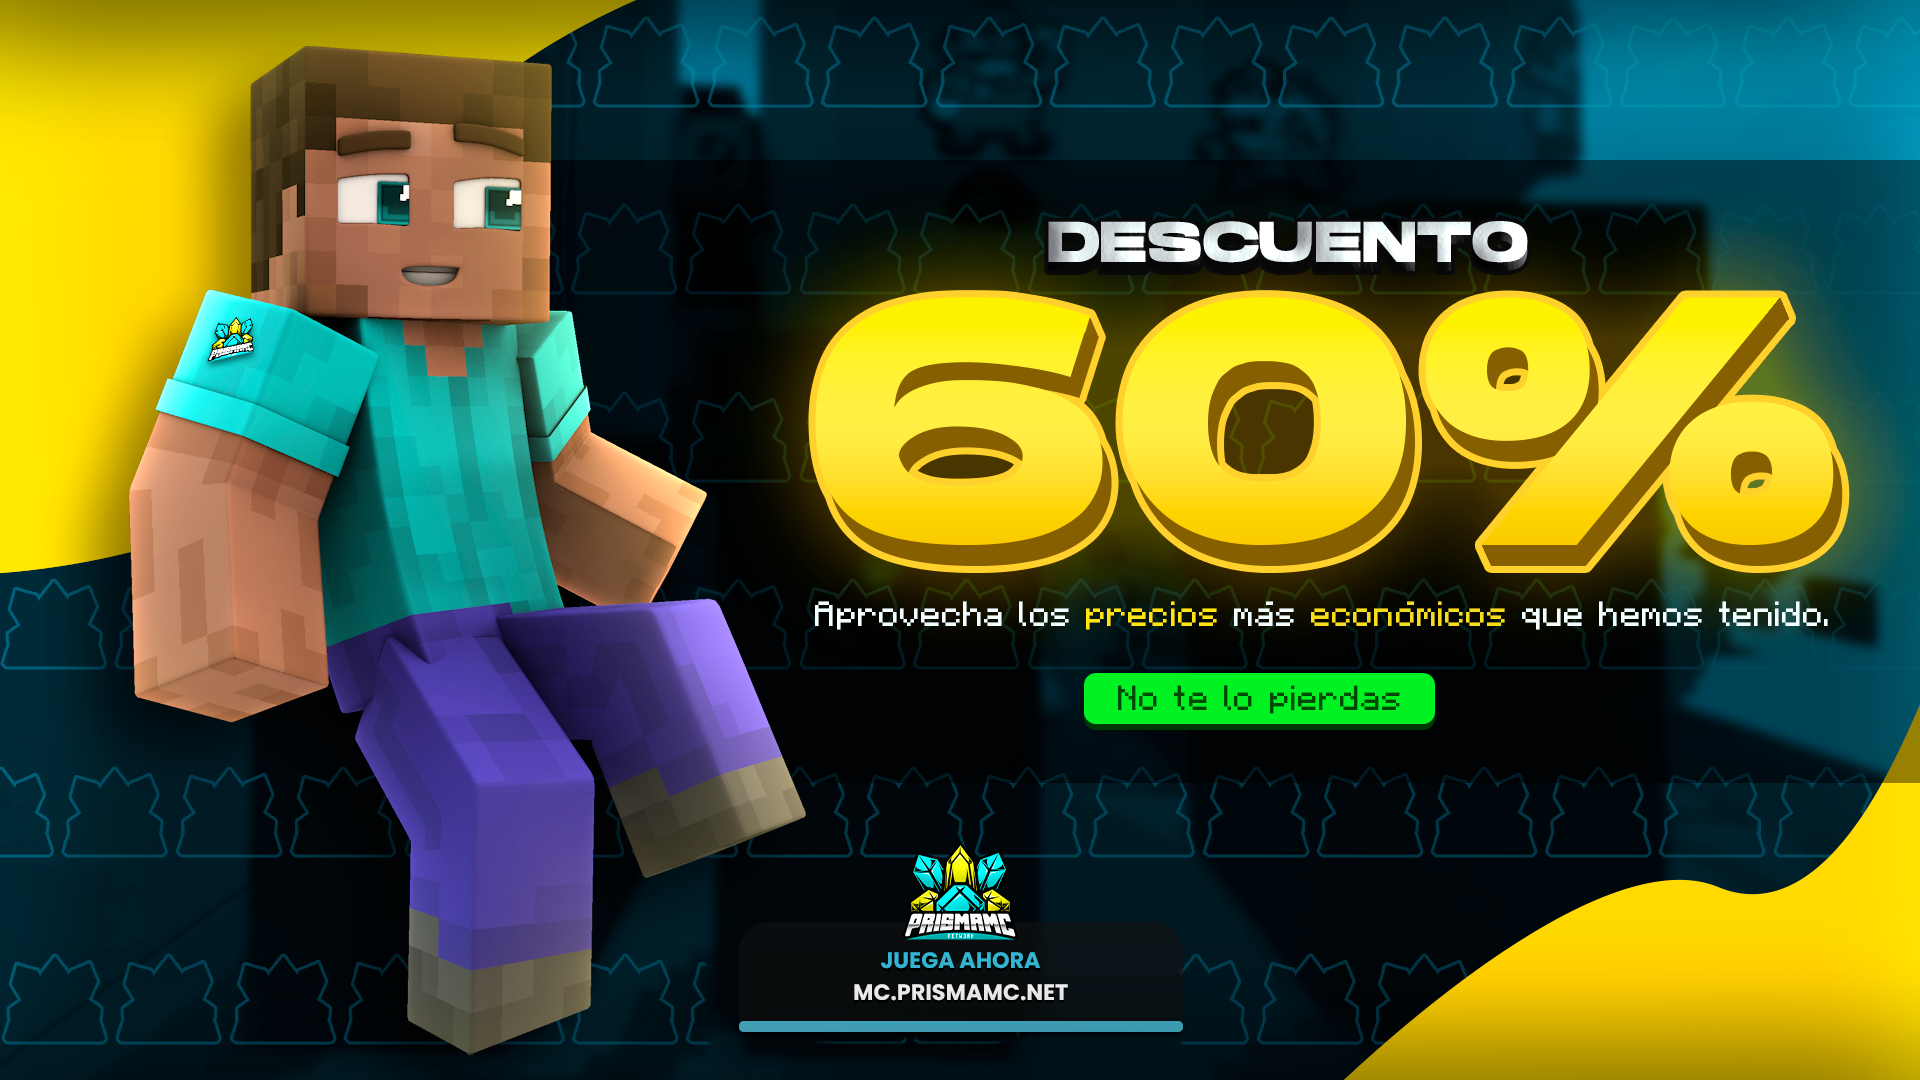 DESCUENTO
60%
Aprovecha los precios más económicos que hemos tenido.
No te lo pierdas
PRISMAMC
PRISMAMC
NETWORK
JUEGA AHORA
MC.PRISMAMC.NET